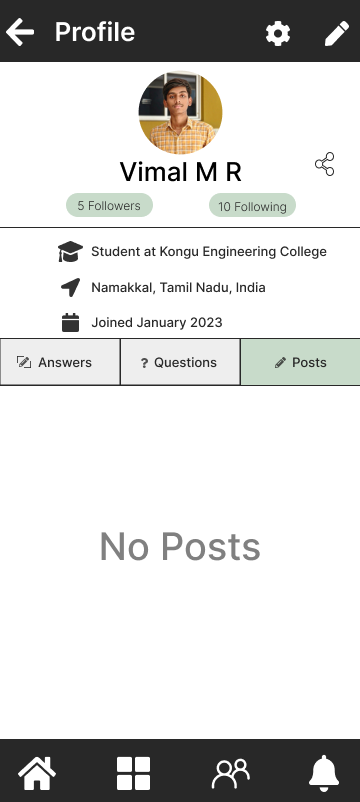 Profile
Vimal M R
5 Followers
10 Following
Student at Kongu Engineering College
Namakkal, Tamil Nadu, India
Joined January 2023
Answers
? Questions
Posts
No Posts